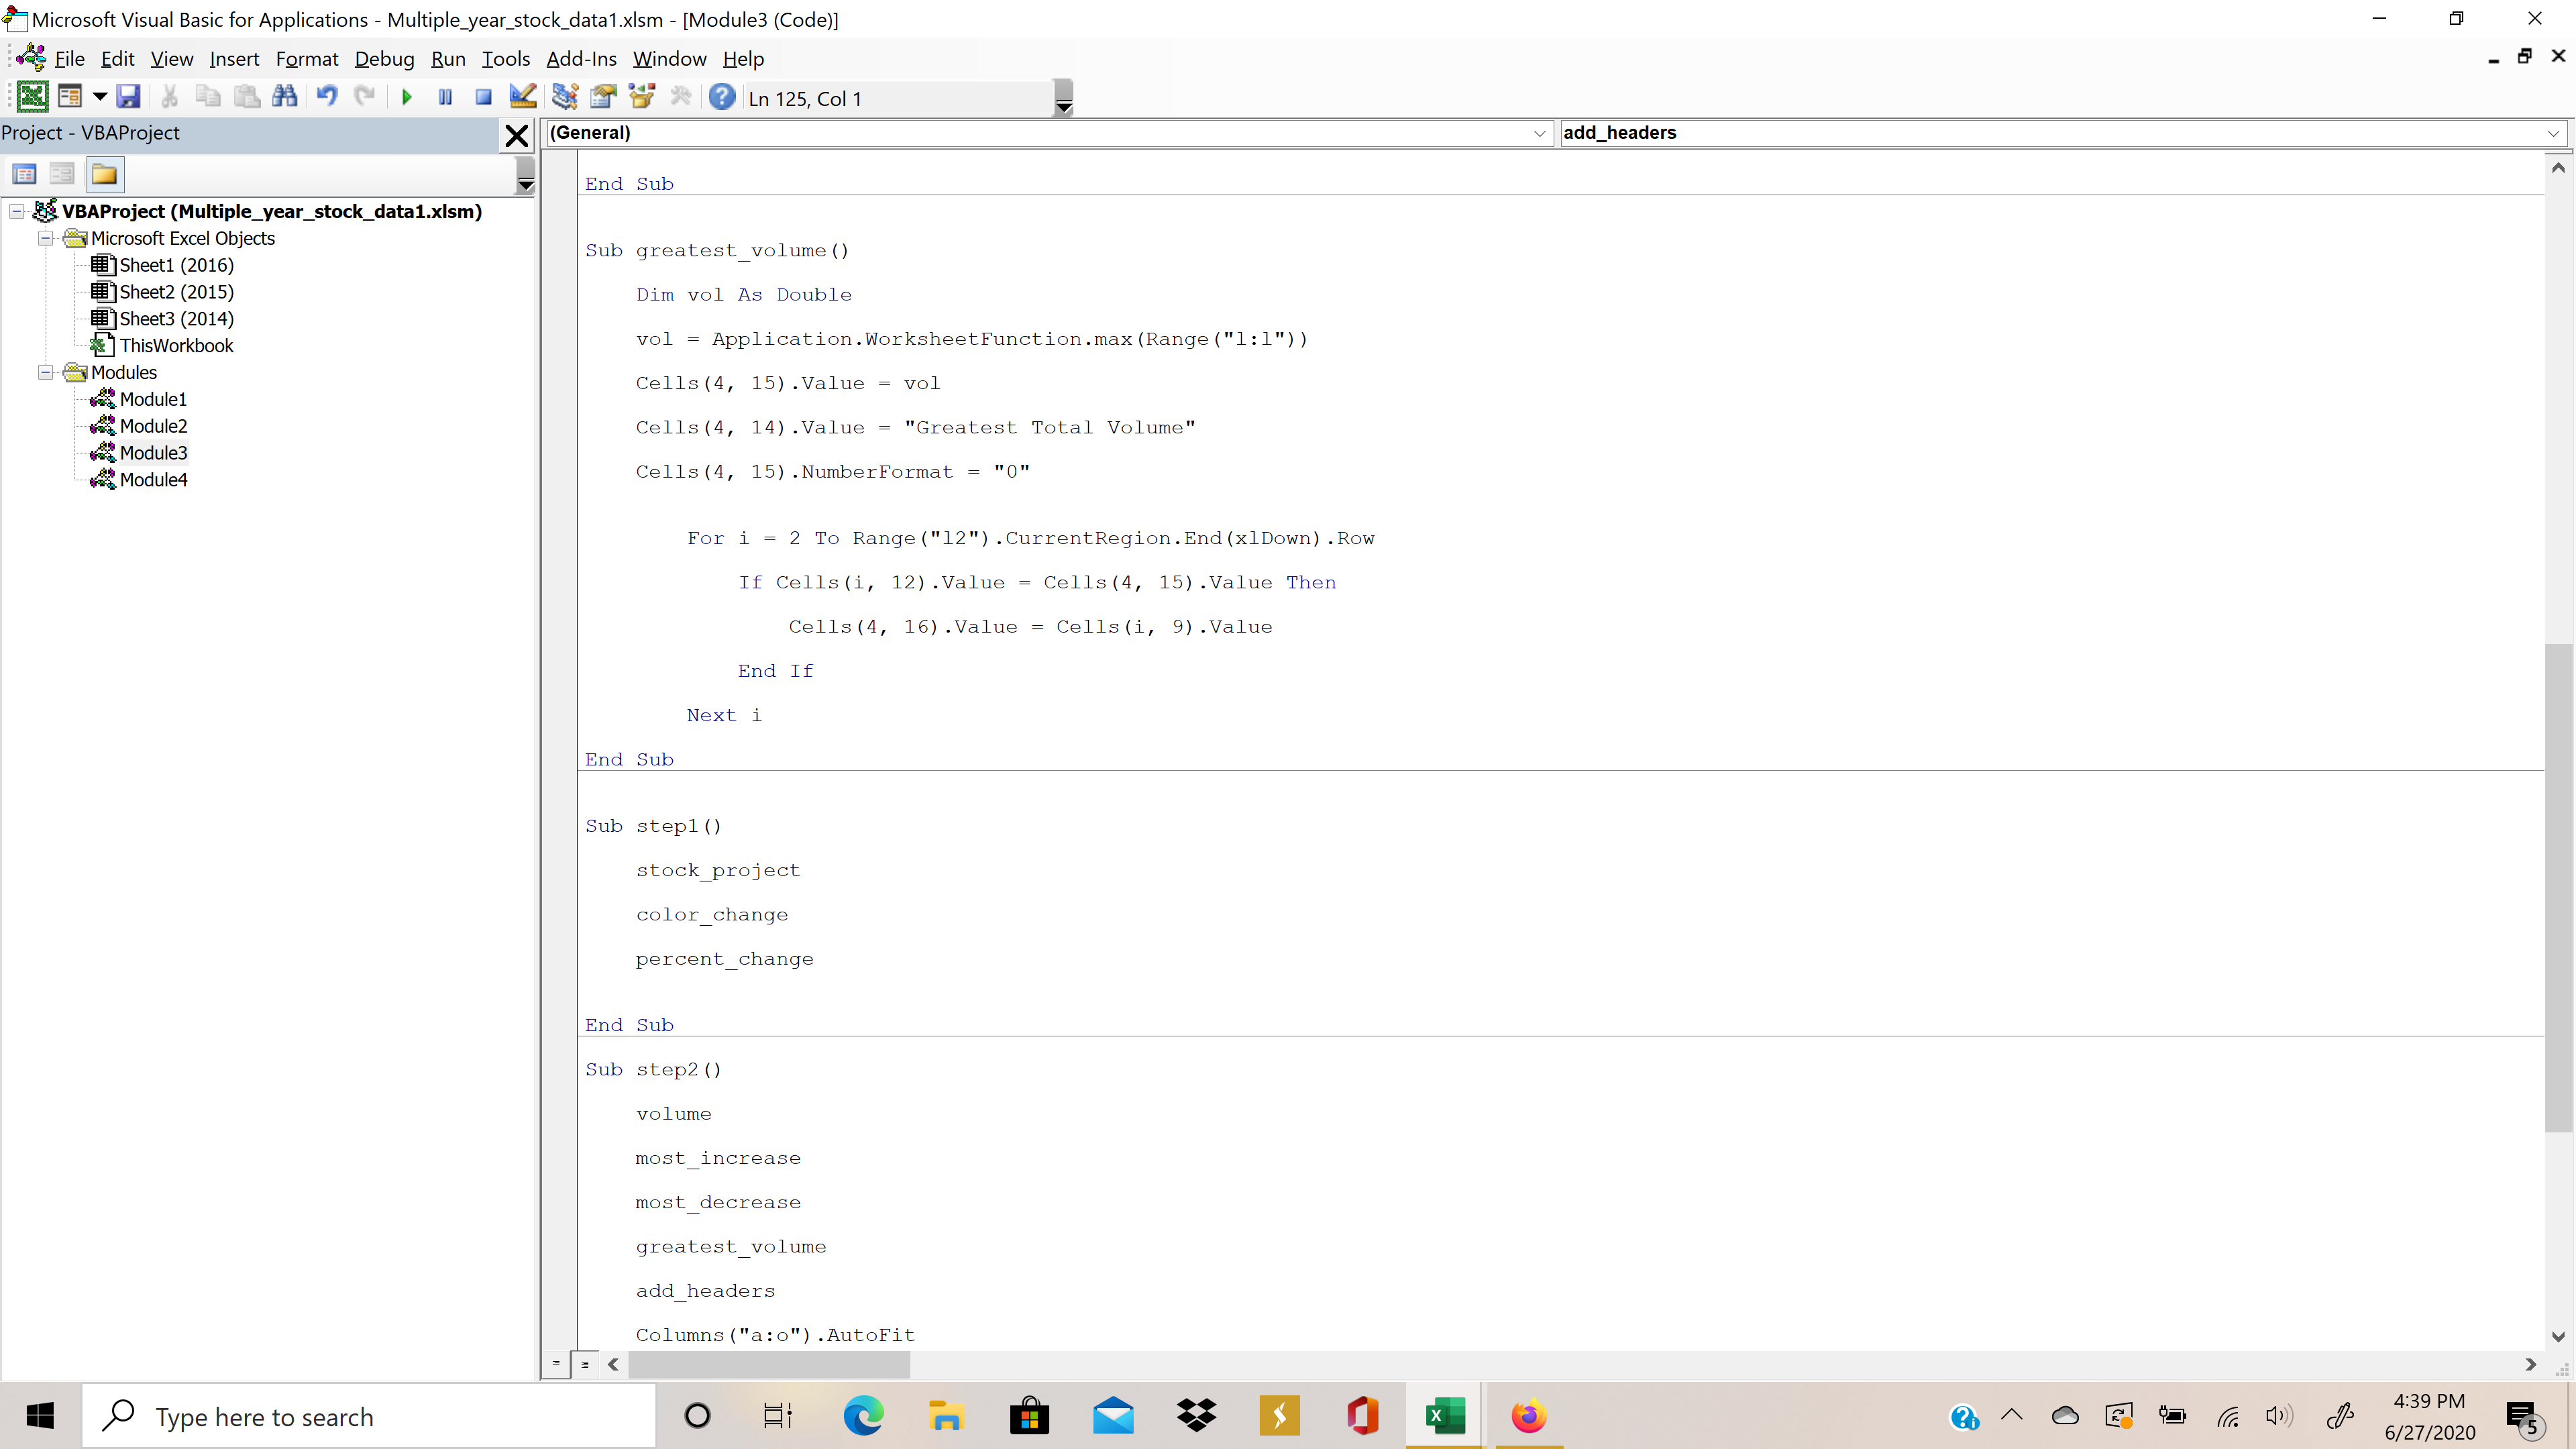 Microsoft Visual Basic for Applications - Multiple_year_stock_data1.xlsm - [Module3 (Code)]
File Edit View Insert Format Debug Run Tools Add-Ins Window Help
Ln 125, Col 1
Project - VBAProject
(General)
add_headers
VBAProject (Multiple_year_stock_data1.xlsm)
Microsoft Excel Objects
Sheet1 (2016)
Sheet2 (2015)
Sheet3 (2014)
ThisWorkbook
Modules
Module1
Module2
Module3
Module4
End Sub
Sub greatest_volume()
Dim vol As Double
vol = Application.WorksheetFunction.max(Range("l:l"))
Cells(4, 15).Value = vol
Cells(4, 14).Value = "Greatest Total Volume"
Cells(4, 15).NumberFormat = "0"
For i = 2 To Range("l2").CurrentRegion.End(xlDown).Row
If Cells(i, 12).Value = Cells(4, 15).Value Then
Cells(4, 16).Value = Cells(i, 9).Value
End If
Next i
End Sub
Sub step1()
stock_project
color_change
percent_change
End Sub
Sub step2()
volume
most_increase
most_decrease
greatest_volume
add_headers
Columns("a:o").AutoFit
Type here to search
4:39 PM
6/27/2020
5